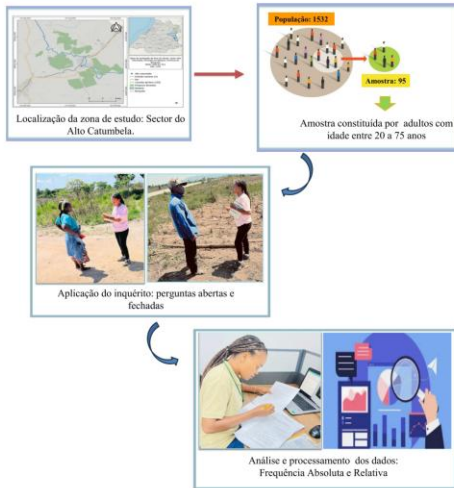 Localização da zona de estudo: Sector do
Alto Catumbela.
População: 1532
Amostra: 95
Amostra constituída por adultos com
idade entre 20 a 75 anos
Aplicação do inquérito: perguntas abertas e
fechadas
Análise e processamento dos dados:
Frequência Absoluta e Relativa